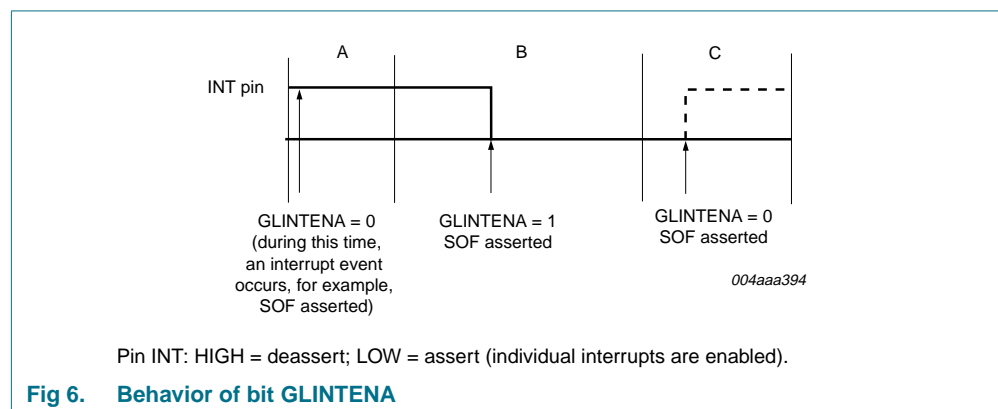 A
B
C
INT pin
GLINTENA = 0
(during this time,
an interrupt event
occurs, for example,
SOF asserted)
GLINTENA = 1
SOF asserted
GLINTENA = 0
SOF asserted
004aaa394
Pin INT: HIGH = deassert; LOW = assert (individual interrupts are enabled).
Fig 6. Behavior of bit GLINTENA